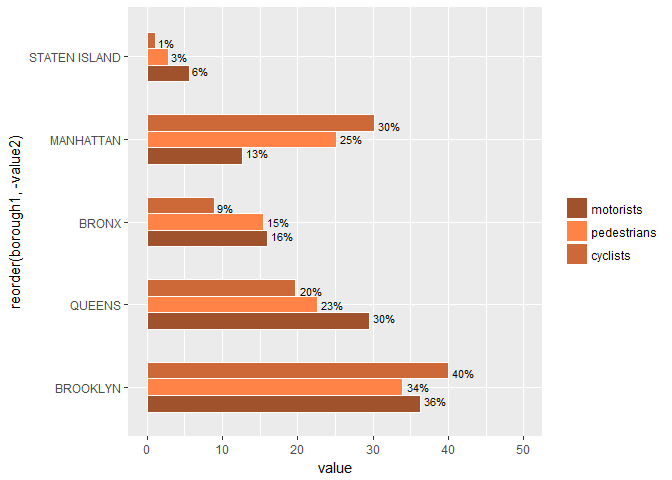 1%
STATEN ISLAND
3%
6%
30%
MANHATTAN
25%
13%
9%
BRONX
15%
16%
20%
QUEENS
23%
30%
40%
BROOKLYN
34%
36%
reorder(borough1, -value2)
0 10 20 30 40 50
value
motorists
pedestrians
cyclists